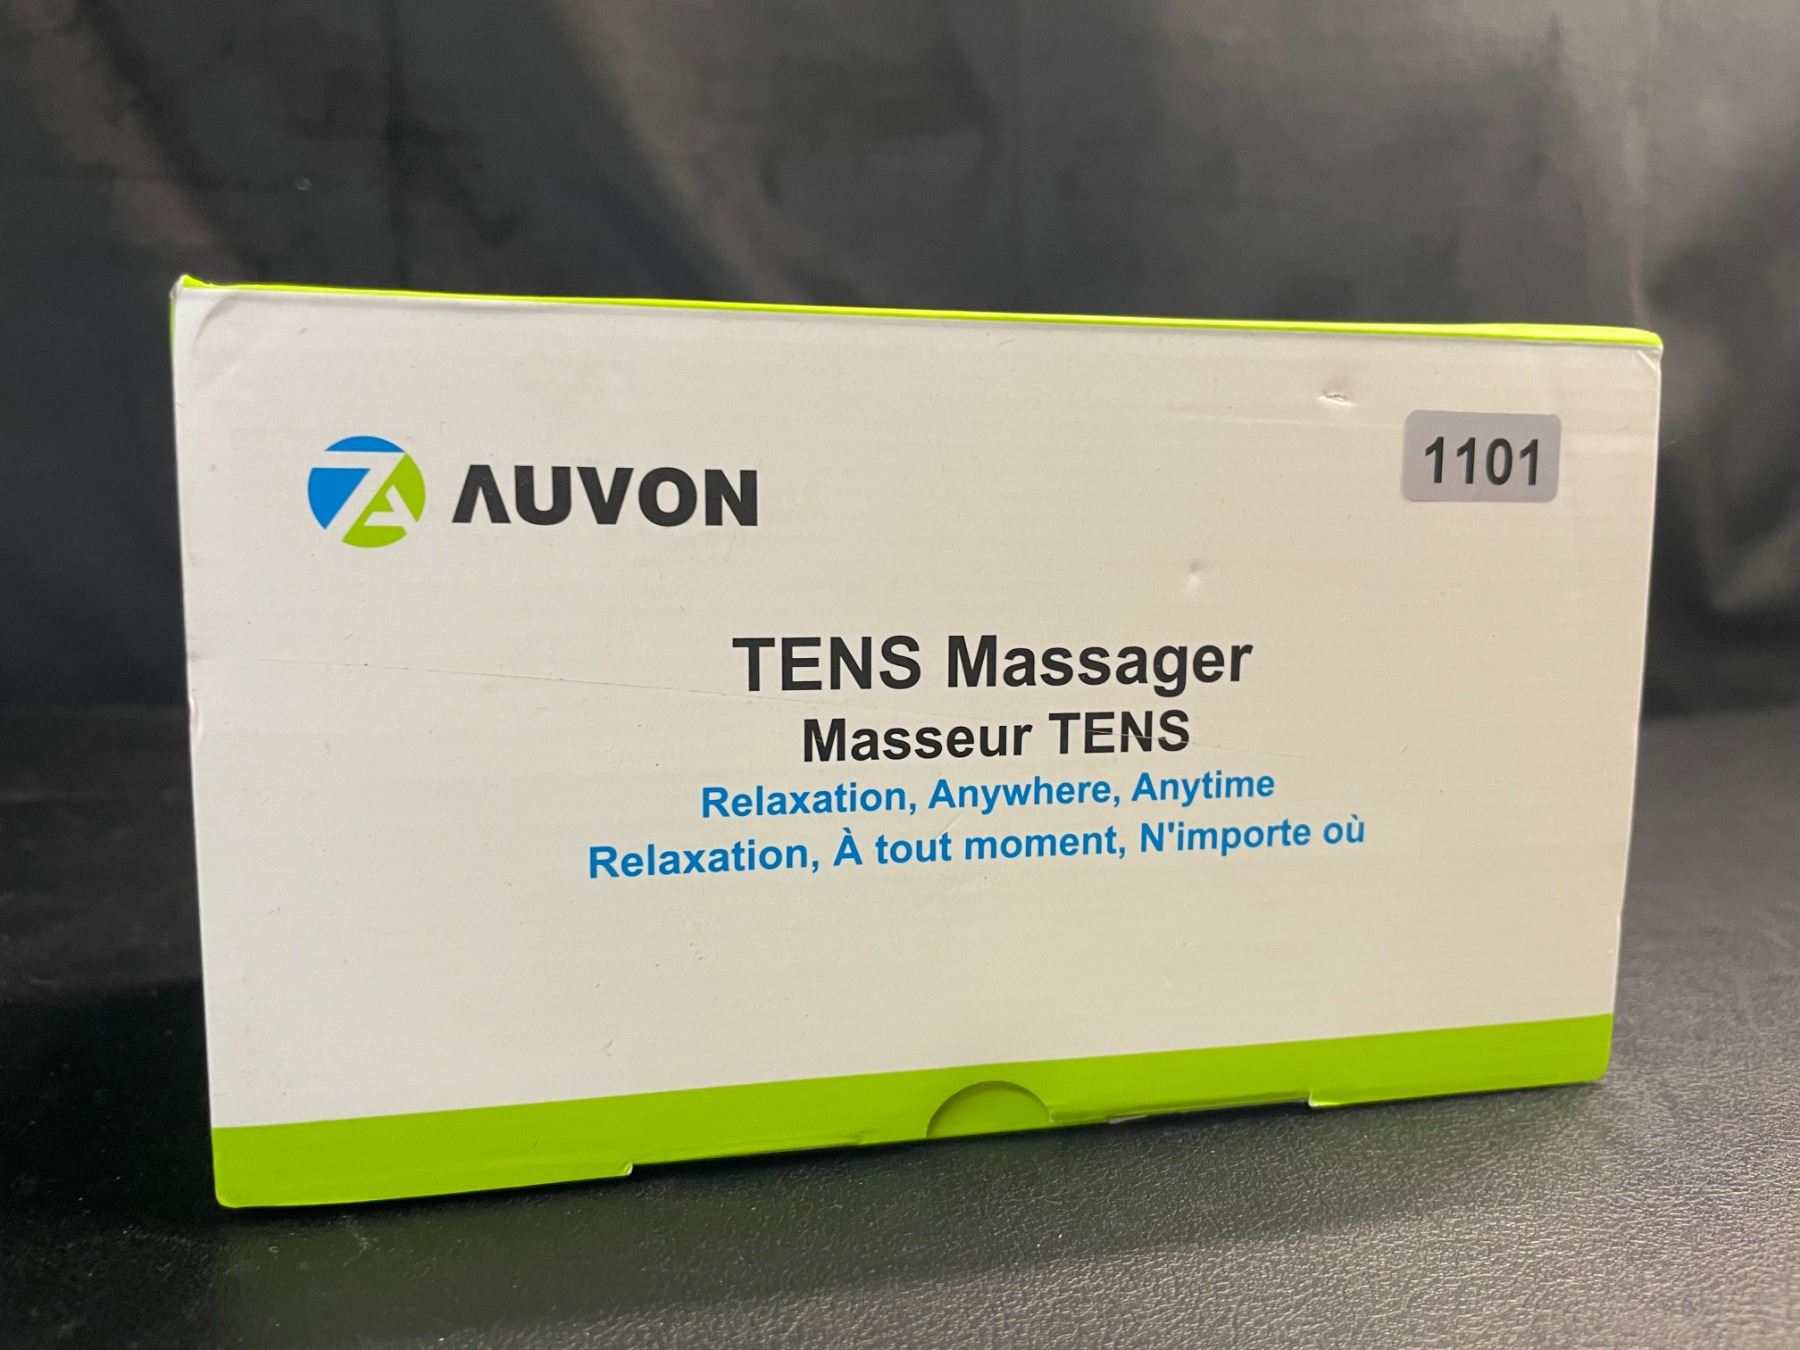 AUVON
1101
TENS Massager
Masseur TENS
Relaxation, Anywhere, Anytime
Relaxation, À tout moment, N'importe où